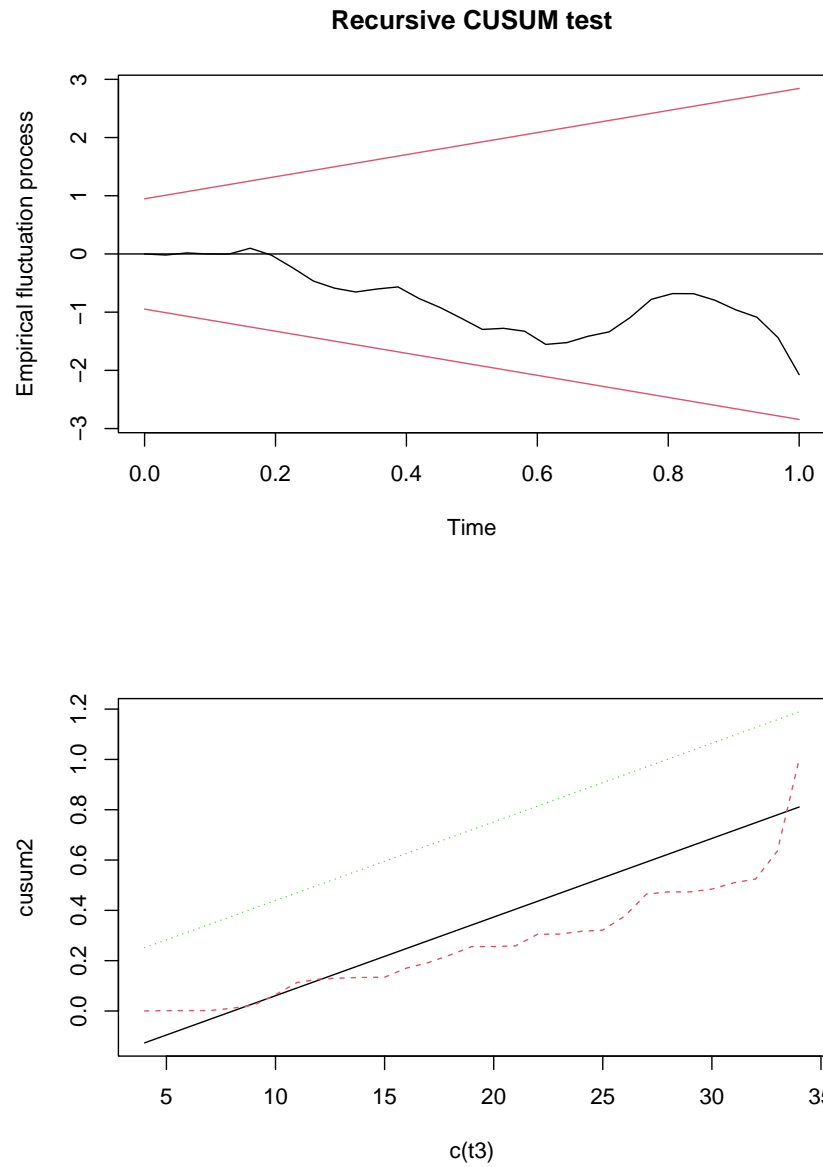 Recursive CUSUM test
Empirical fluctuation process
3
2
1
0
−1
−2
−3
0.0 0.2 0.4 0.6 0.8 1.0
Time
cusum2
1.2
1.0
0.8
0.6
0.4
0.2
0.0
5 10 15 20 25 30 35
c(t3)